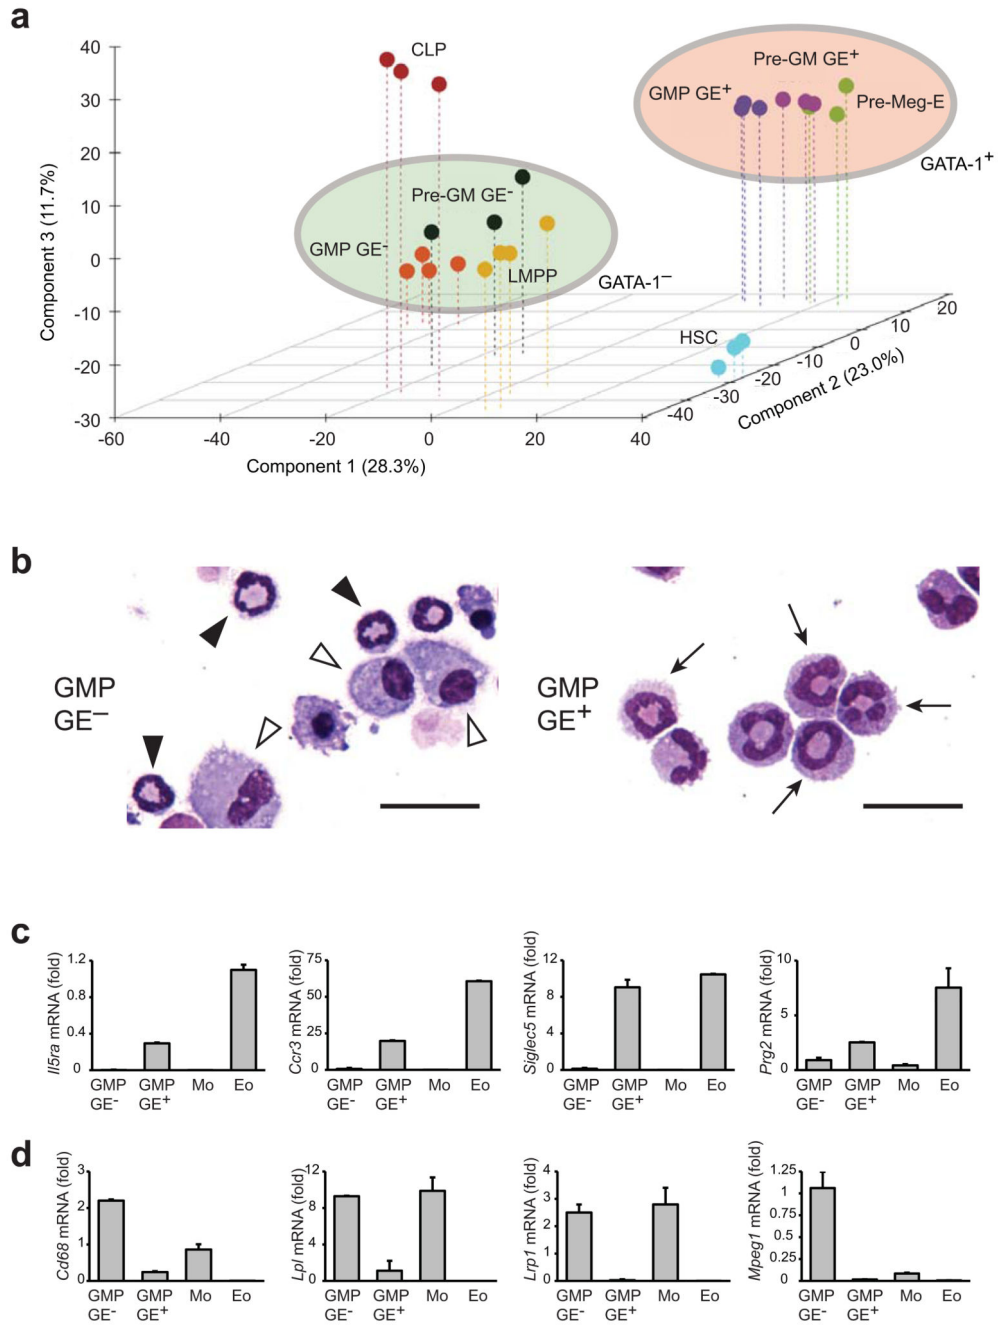 a
40
30
20
10
0
-10
-20
-30
Component 3 (11.7%)
-60
-40
-20
0
20
40
Component 1 (28.3%)
-40
-30
-20
-10
0
10
20
Component 2 (23.0%)
CLP
Pre-GM GE-
GMP GE-
LMPP
GATA-1–
Pre-GM GE+
GMP GE+
Pre-Meg-E
GATA-1+
HSC
b
GMP
GE–
GMP
GE+
c
Il5ra mRNA (fold)
1.2
0.8
0.4
0
GMP GMP Mo Eo
GE- GE+
Ccr3 mRNA (fold)
75
50
25
0
GMP GMP Mo Eo
GE- GE+
Siglec5 mRNA (fold)
12
8
4
0
GMP GMP Mo Eo
GE- GE+
Prg2 mRNA (fold)
10
5
0
GMP GMP Mo Eo
GE- GE+
d
Cd68 mRNA (fold)
3
2
1
0
GMP GMP Mo Eo
GE- GE+
Lpl mRNA (fold)
12
8
4
0
GMP GMP Mo Eo
GE- GE+
Lrp1 mRNA (fold)
4
3
2
1
0
GMP GMP Mo Eo
GE- GE+
Mpeg1 mRNA (fold)
1.25
1
0.75
0.5
0.25
0
GMP GMP Mo Eo
GE- GE+